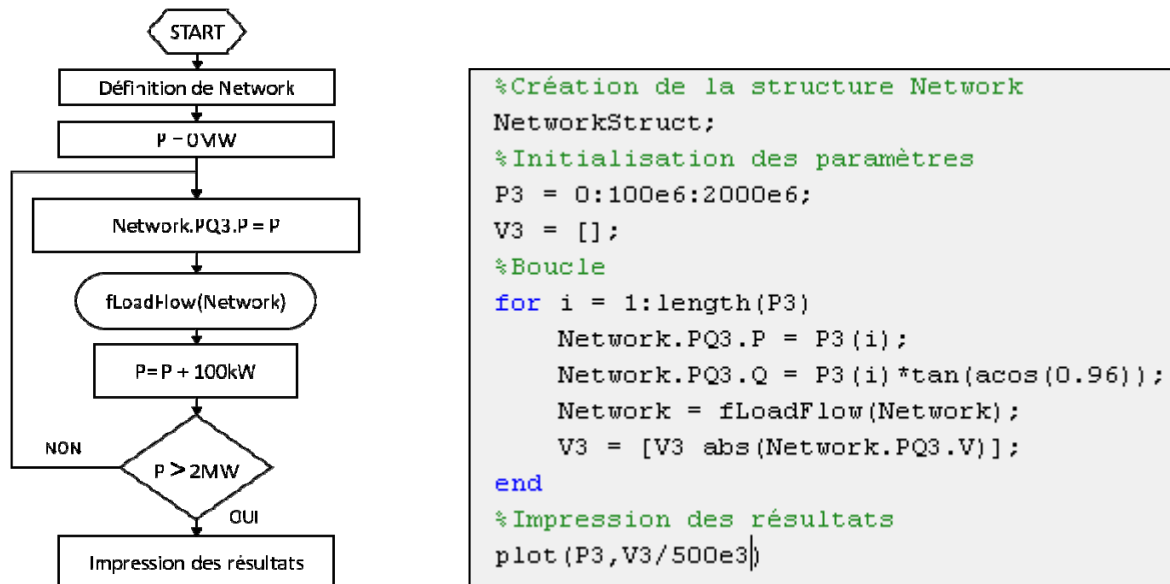 START
Définition de Network
P = 0MW
Network.PQ3.P = P
fLoadFlow(Network)
P= P + 100kW
NON
P > 2MW
OUI
Impression des résultats
%Création de la structure Network
NetworkStruct;
%Initialisation des paramètres
P3 = 0:100e6:2000e6;
V3 = [];
%Boucle
for i = 1:length(P3)
Network.PQ3.P = P3(i);
Network.PQ3.Q = P3(i)*tan(acos(0.96));
Network = fLoadFlow(Network);
V3 = [V3 abs(Network.PQ3.V)];
end
%Impression des résultats
plot(P3,V3/500e3)